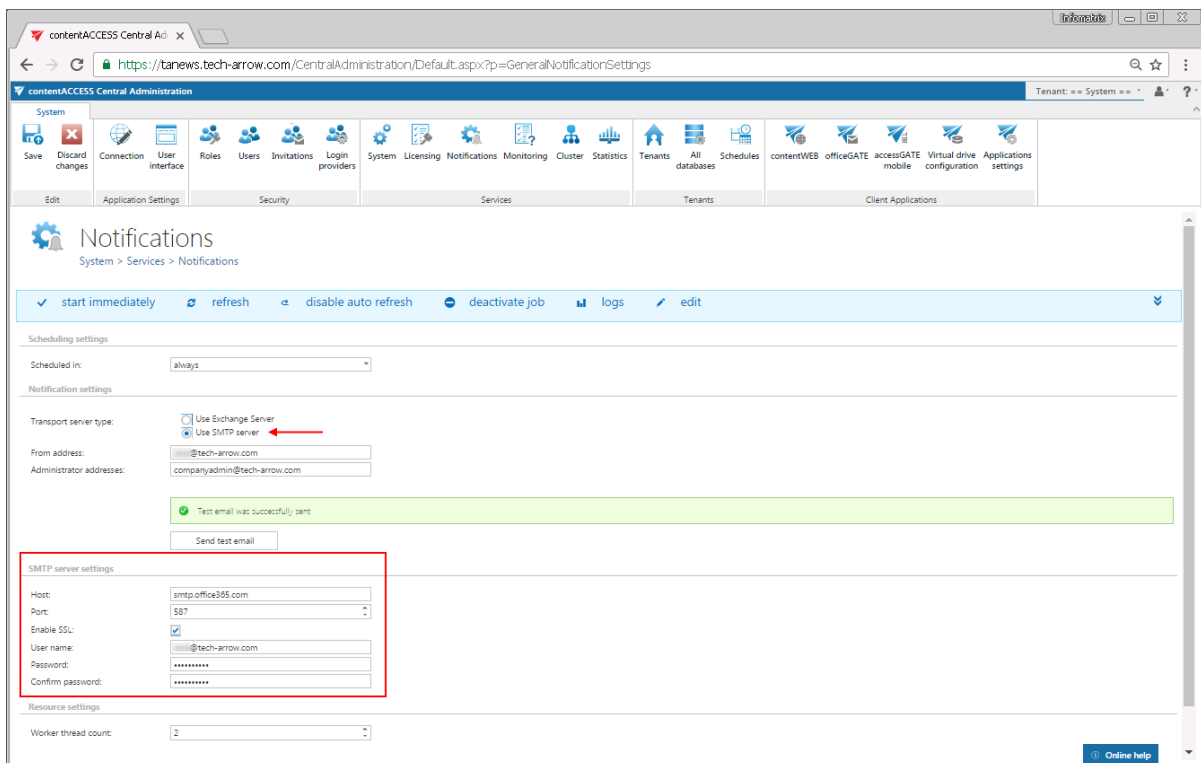 Infomatrix
contentACCESS Central Ad
https://tanews.tech-arrow.com/CentralAdministration/Default.aspx?p=GeneralNotificationSettings
contentACCESS Central Administration
Tenant: == System ==
?
System
Save
Discard changes
Connection
User interface
Roles
Users
Invitations
Login providers
System
Licensing
Notifications
Monitoring
Cluster
Statistics
Tenants
All databases
Schedules
contentWEB
officeGATE
accessGATE mobile
Virtual drive configuration
Applications settings
Edit
Application Settings
Security
Services
Tenants
Client Applications
Notifications
System > Services > Notifications
start immediately
refresh
disable auto refresh
deactivate job
logs
edit
Scheduling settings
Scheduled in: always
Notification settings
Transport server type: Use Exchange Server
Use SMTP server
From address: @tech-arrow.com
Administrator addresses: companyadmin@tech-arrow.com
Test email was successfully sent
Send test email
SMTP server settings
Host: smtp.office365.com
Port: 587
Enable SSL:
User name: @tech-arrow.com
Password: ••••••••••
Confirm password: ••••••••••
Resource settings
Worker thread count: 2
Online help